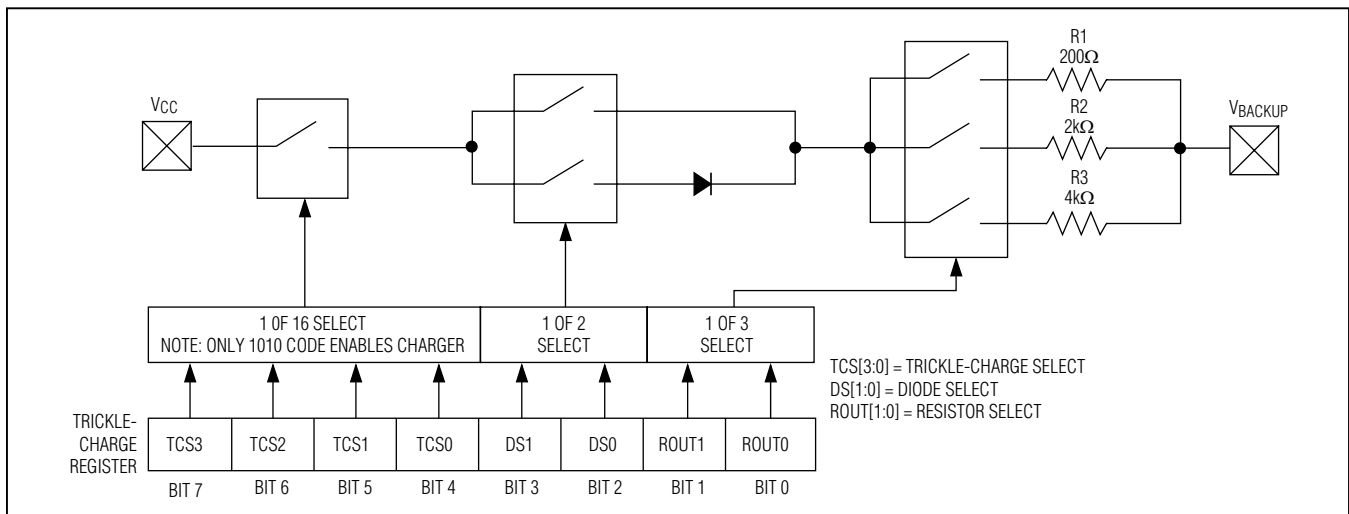 R1
200Ω
VCC
R2
2kΩ
VBACKUP
R3
4kΩ
1 OF 16 SELECT
NOTE: ONLY 1010 CODE ENABLES CHARGER
1 OF 2
SELECT
1 OF 3
SELECT
TCS[3:0] = TRICKLE-CHARGE SELECT
DS[1:0] = DIODE SELECT
ROUT[1:0] = RESISTOR SELECT
TRICKLE-
CHARGE
REGISTER
TCS3 TCS2 TCS1 TCS0 DS1 DS0 ROUT1 ROUT0
BIT 7 BIT 6 BIT 5 BIT 4 BIT 3 BIT 2 BIT 1 BIT 0